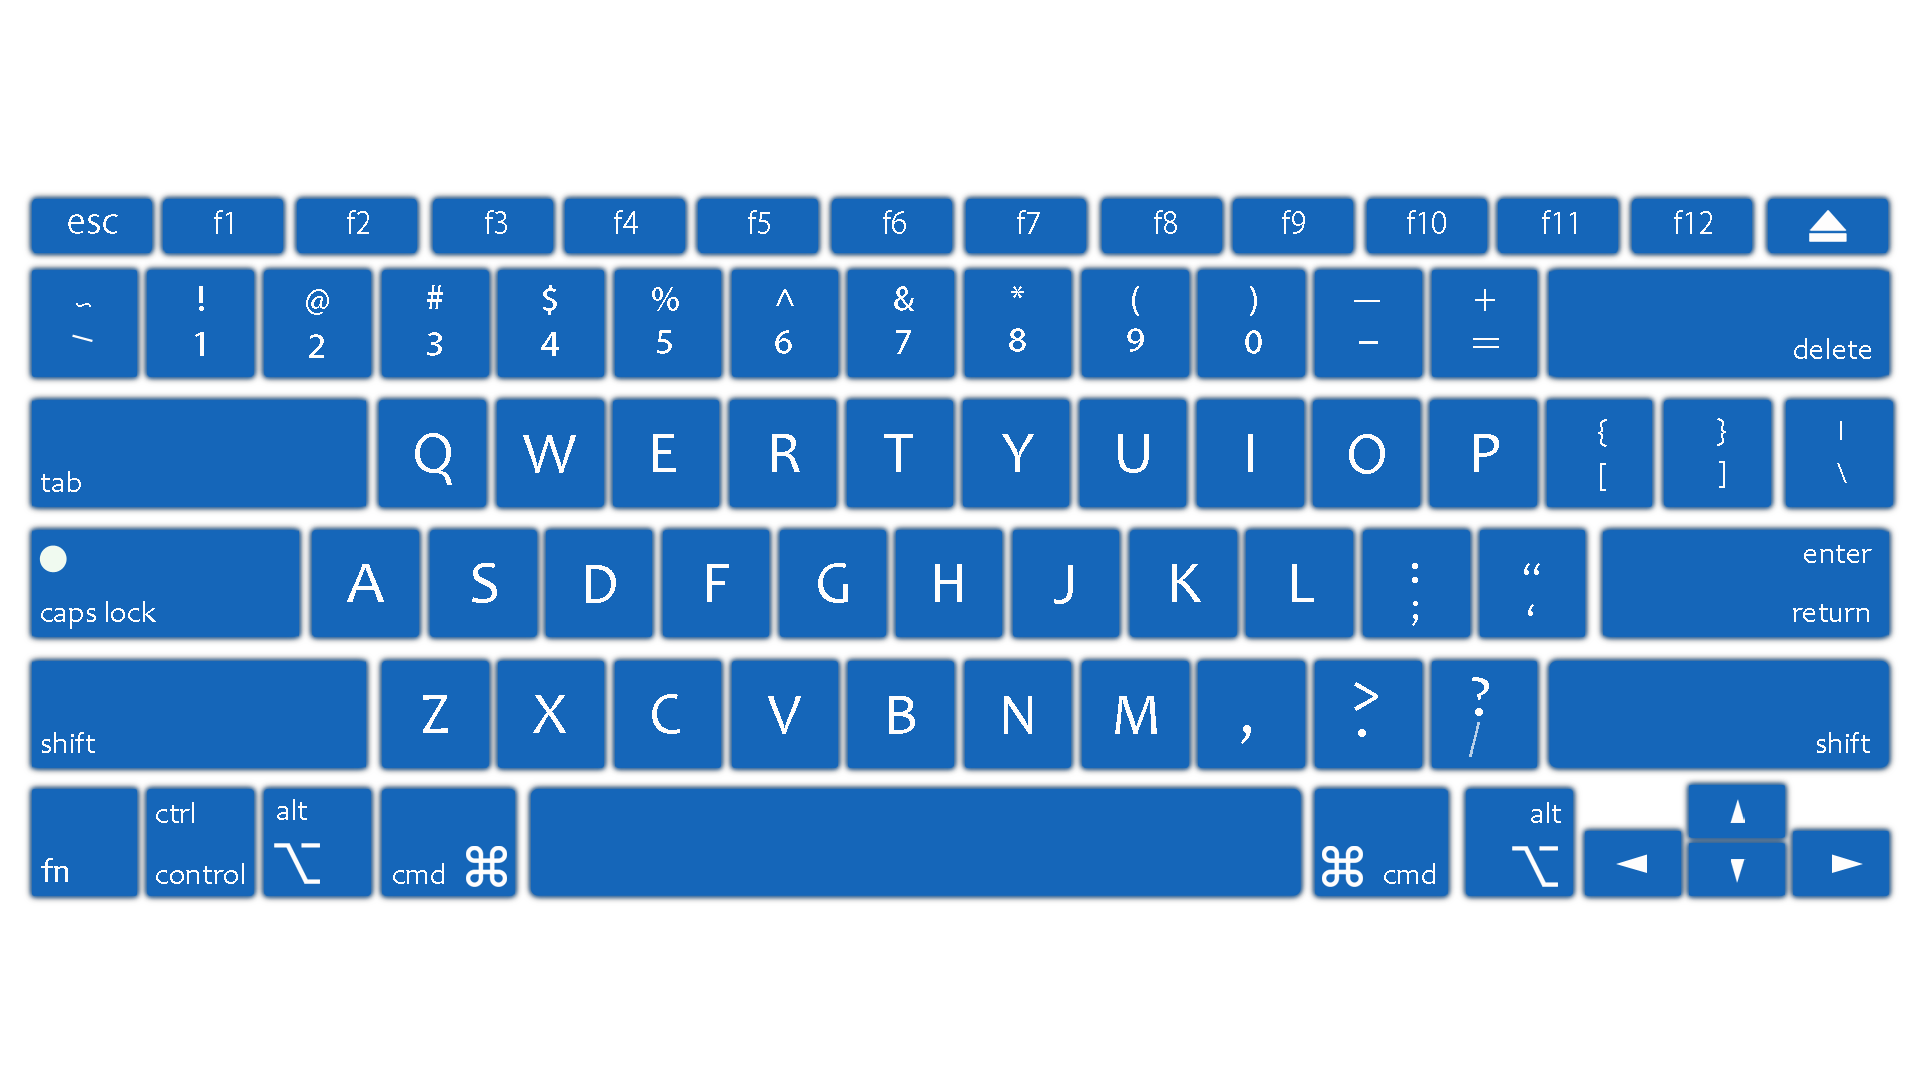 esc f1 f2 f3 f4 f5 f6 f7 f8 f9 f10 f11 f12 ⏏
~ ! @ # $ % ^ & * ( ) — +
` 1 2 3 4 5 6 7 8 9 0 – = delete
tab Q W E R T Y U I O P { [ } ] | \
caps lock A S D F G H J K L : ; “ ‘ enter return
shift Z X C V B N M , > . ? / shift
fn ctrl control alt ⌥ cmd ⌘ ⌘ cmd alt ⌥ ◄ ▲ ▼ ►